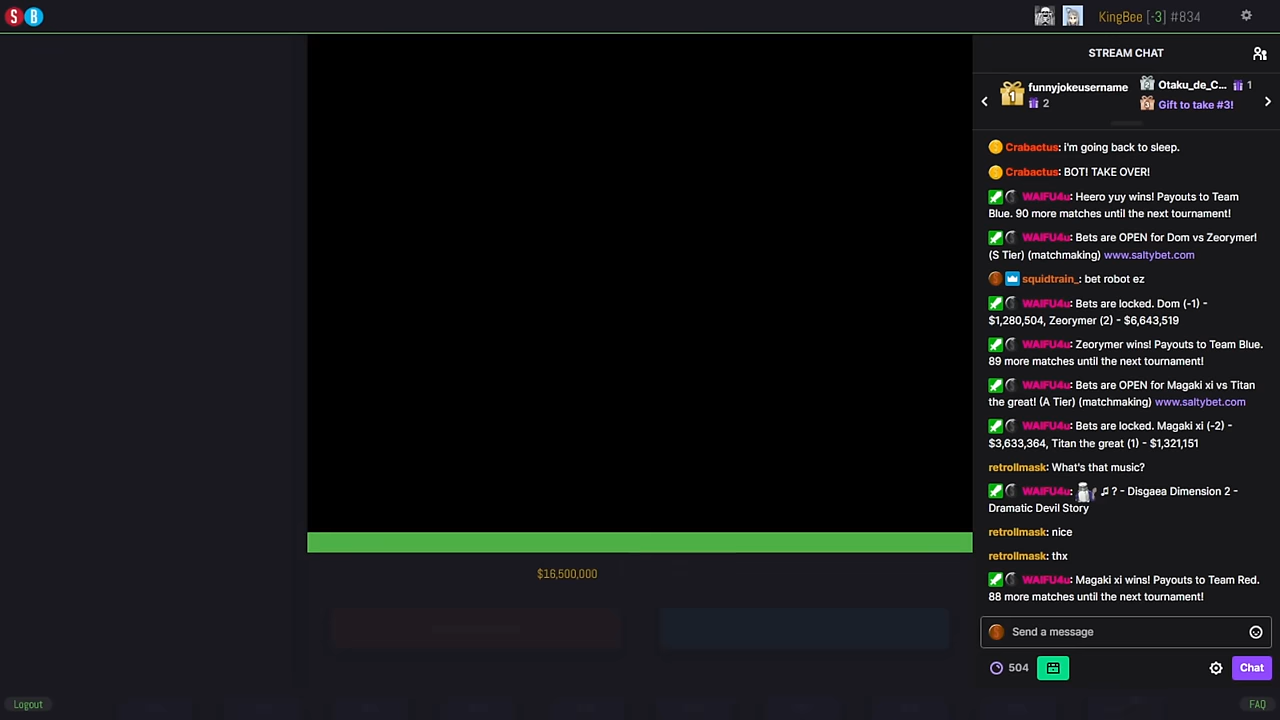 S B
KingBee [-3] #834
STREAM CHAT
1 funnyjokeusername
2
Otaku_de_C... 1
Gift to take #3!
Crabactus: i'm going back to sleep.
Crabactus: BOT! TAKE OVER!
WAIFU4u: Heero yuy wins! Payouts to Team
Blue. 90 more matches until the next tournament!
WAIFU4u: Bets are OPEN for Dom vs Zeorymer!
(S Tier) (matchmaking) www.saltybet.com
squidtrain_: bet robot ez
WAIFU4u: Bets are locked. Dom (-1) -
$1,280,504, Zeorymer (2) - $6,643,519
WAIFU4u: Zeorymer wins! Payouts to Team Blue.
89 more matches until the next tournament!
WAIFU4u: Bets are OPEN for Magaki xi vs Titan
the great! (A Tier) (matchmaking) www.saltybet.com
WAIFU4u: Bets are locked. Magaki xi (-2) -
$3,633,364, Titan the great (1) - $1,321,151
retrollmask: What's that music?
WAIFU4u: ♫ ? - Disgaea Dimension 2 -
Dramatic Devil Story
retrollmask: nice
retrollmask: thx
WAIFU4u: Magaki xi wins! Payouts to Team Red.
88 more matches until the next tournament!
$16,500,000
Send a message
504
Chat
Logout
FAQ